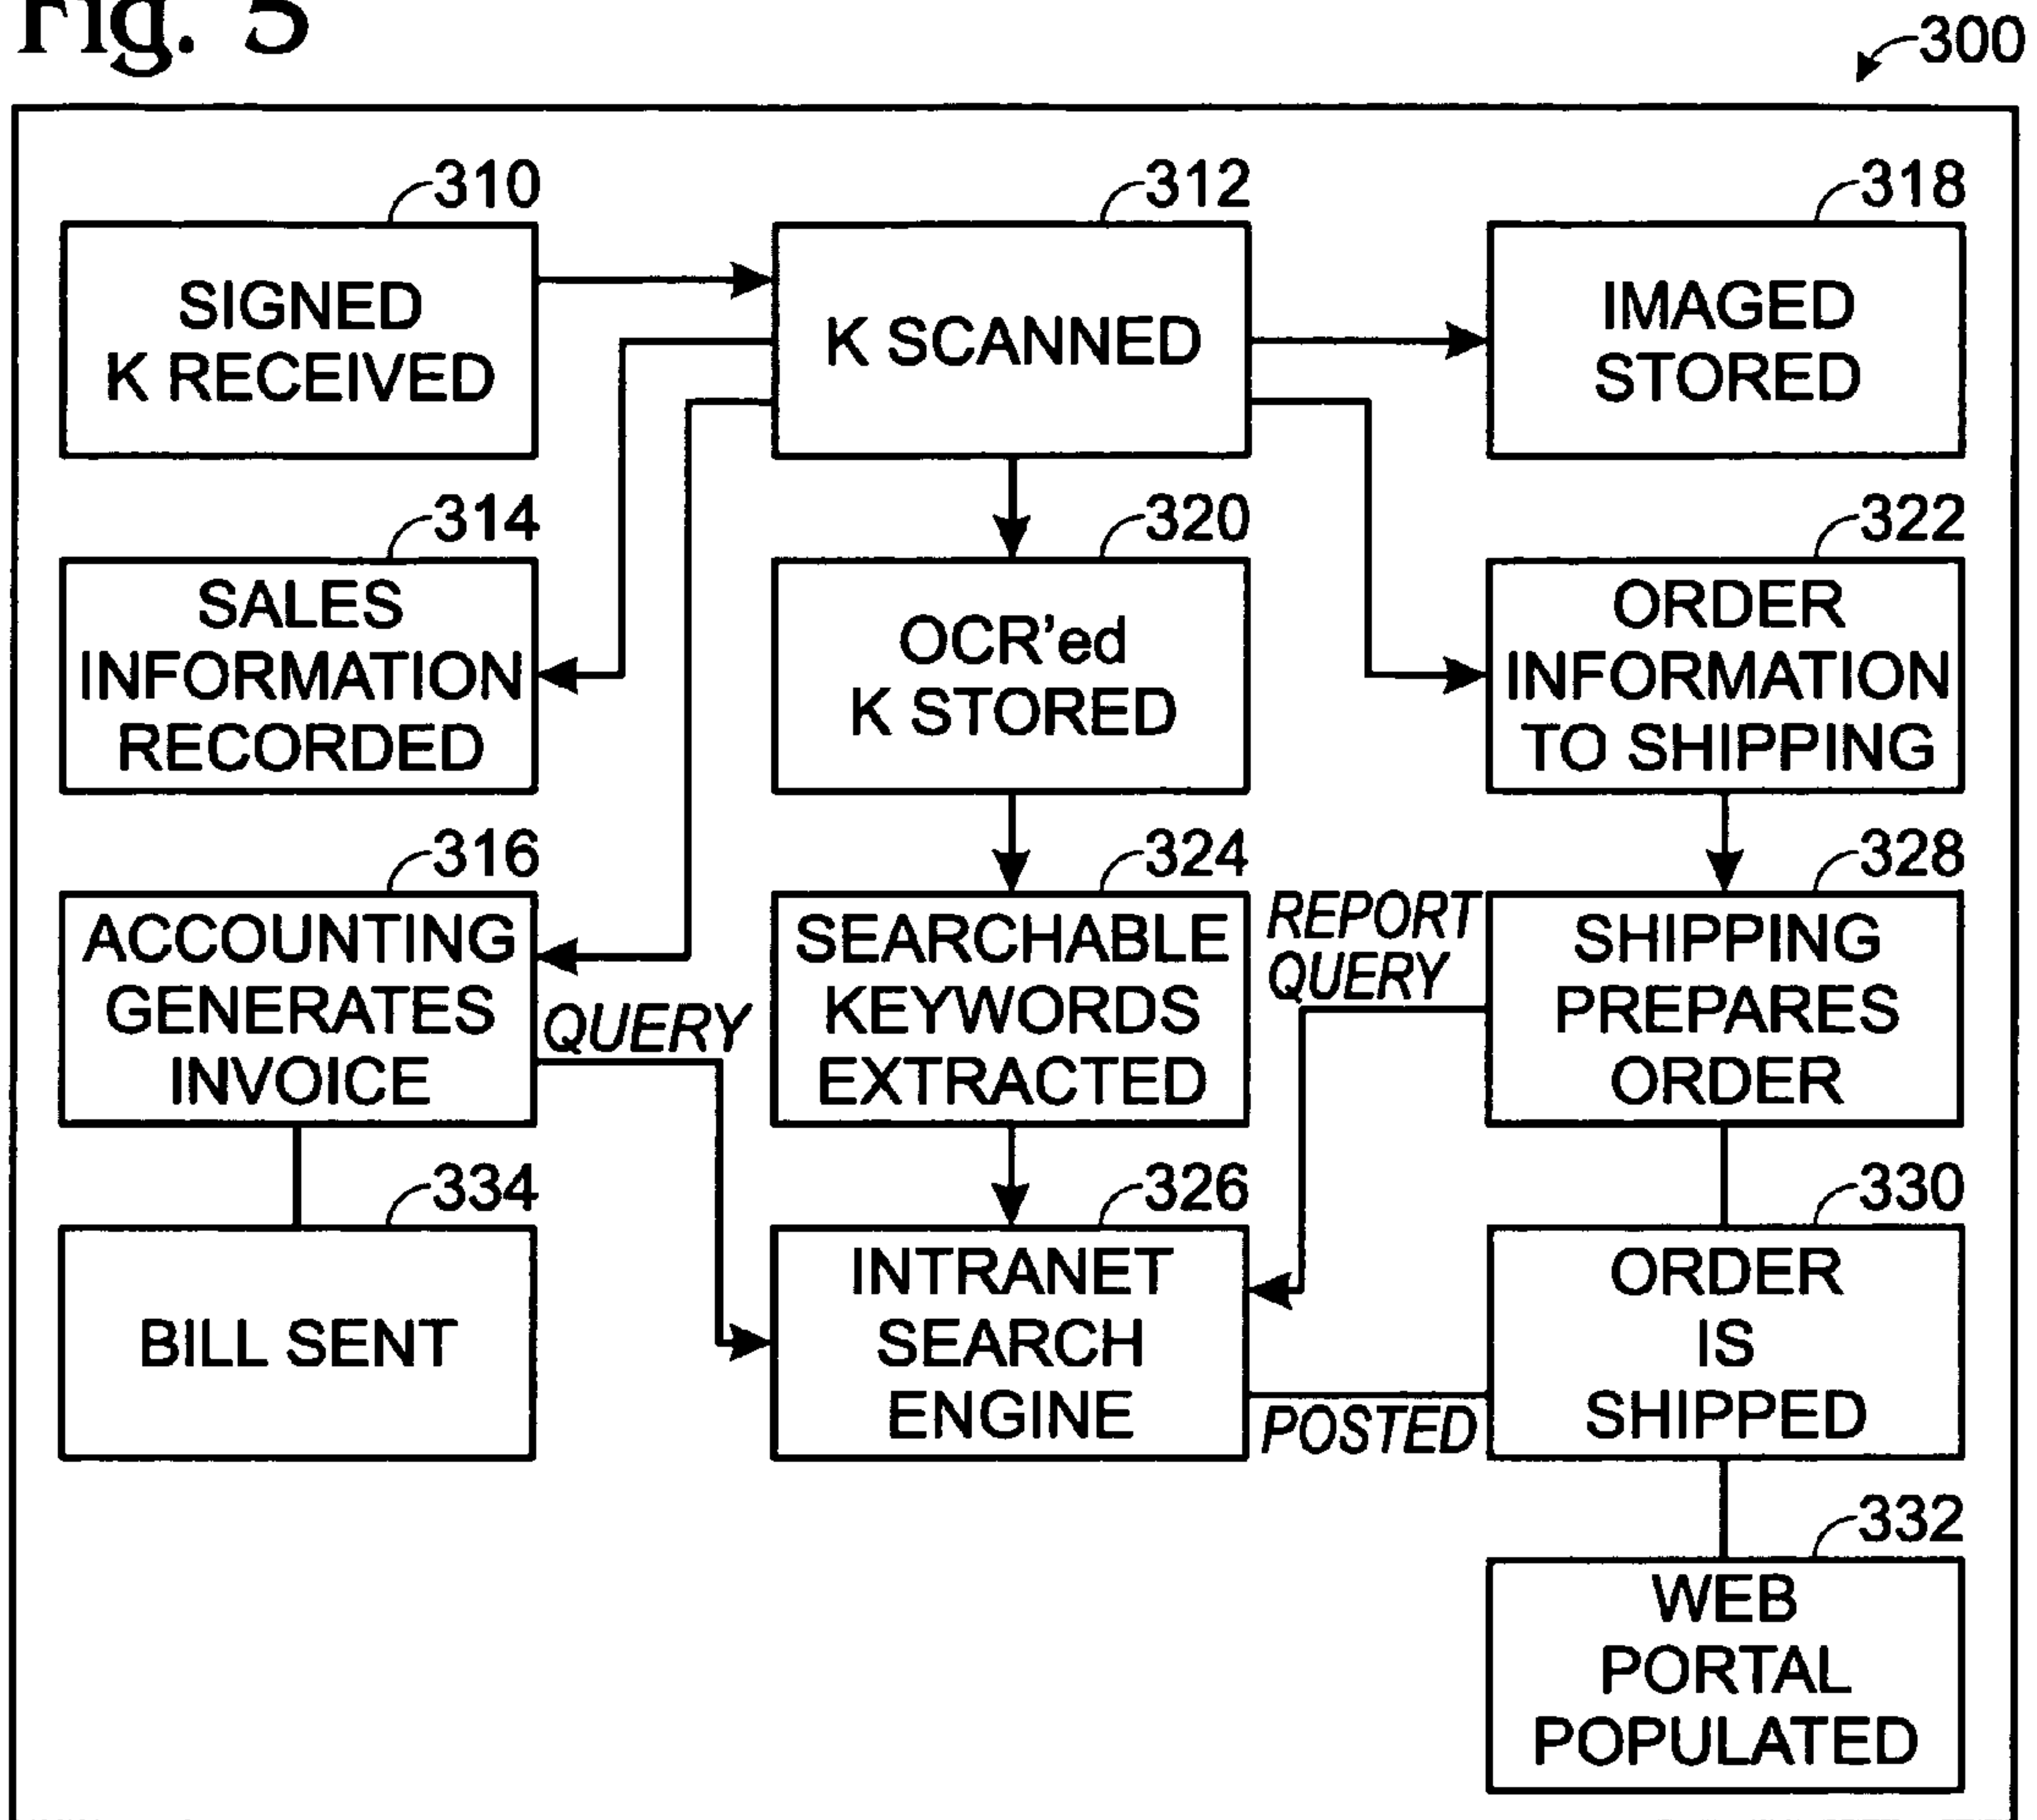 Fig.
300
310
SIGNED
K RECEIVED
312
K SCANNED
318
IMAGED
STORED
314
SALES
INFORMATION
RECORDED
320
OCR'ed
K STORED
322
ORDER
INFORMATION
TO SHIPPING
316
ACCOUNTING
GENERATES
INVOICE
QUERY
324
SEARCHABLE
KEYWORDS
EXTRACTED
REPORT
QUERY
328
SHIPPING
PREPARES
ORDER
334
BILL SENT
326
INTRANET
SEARCH
ENGINE
POSTED
330
ORDER
IS
SHIPPED
332
WEB
PORTAL
POPULATED